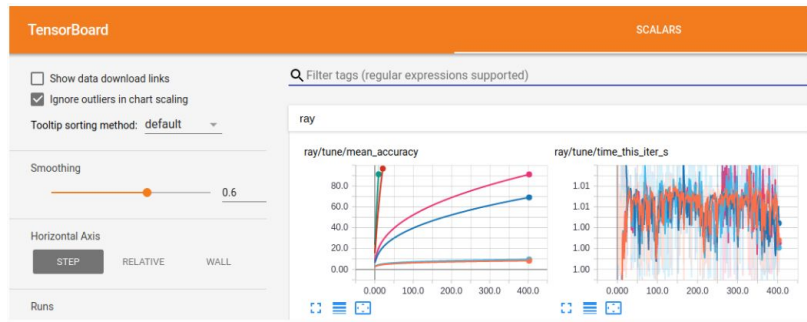 TensorBoard
SCALARS
Show data download links
Ignore outliers in chart scaling
Tooltip sorting method: default
Smoothing
0.6
Horizontal Axis
STEP RELATIVE WALL
Runs
Filter tags (regular expressions supported)
ray
ray/tune/mean_accuracy
80.0
60.0
40.0
20.0
0.00
0.000 100.0 200.0 300.0 400.0
ray/tune/time_this_iter_s
1.01
1.01
1.00
1.00
1.00
0.000 100.0 200.0 300.0 400.0